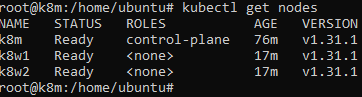 root@k8m:/home/ubuntu# kubectl get nodes
NAME STATUS ROLES AGE VERSION
k8m Ready control-plane 76m v1.31.1
k8w1 Ready <none> 17m v1.31.1
k8w2 Ready <none> 17m v1.31.1
root@k8m:/home/ubuntu#